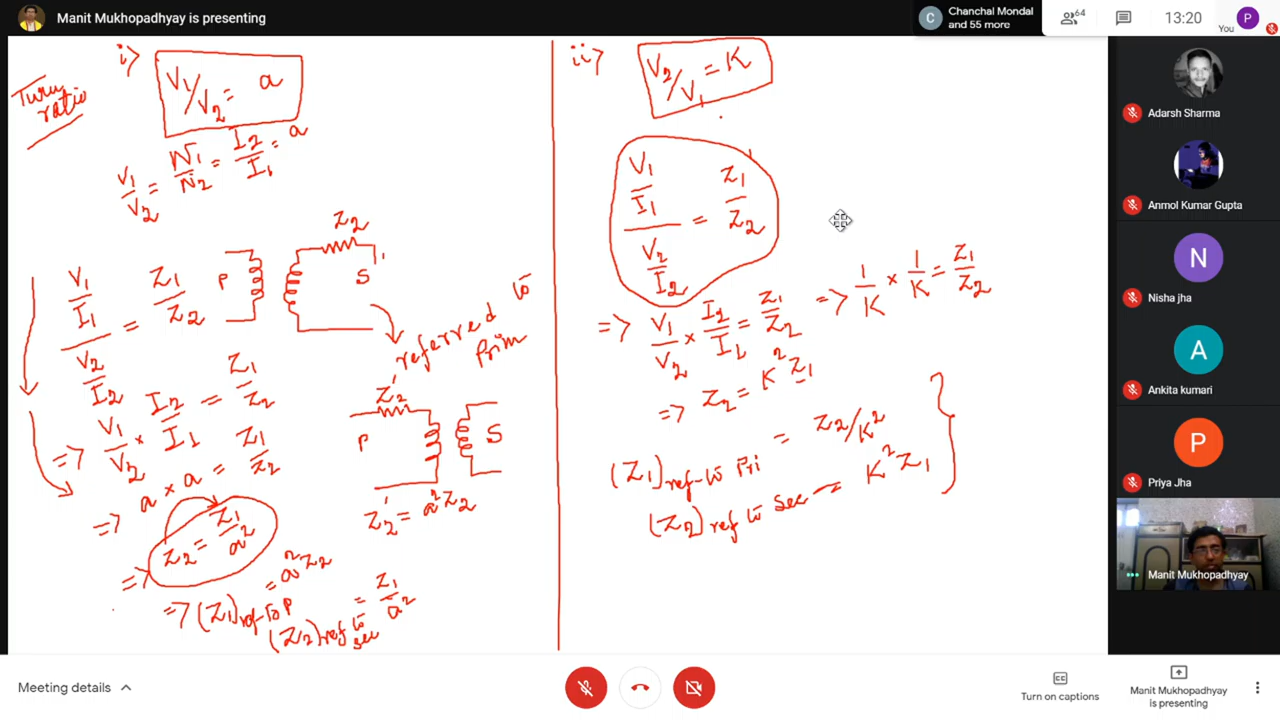 Manit Mukhopadhyay is presenting
Chanchal Mondal
and 55 more
64
13:20
You
P
C
Turns ratio
i) V1/V2 = a
V1/V2 = N1/N2 = I2/I1 = a
(V1/I1)/(V2/I2) = Z1/Z2
P
Z2
S
referred to
Prim
=> V1/V2 × I2/I1 = Z1/Z2
=> a × a = Z1/Z2
Z2'
P
S
Z2' = a²Z2
=> Z2 = Z1/a²
=> (Z1)ref-to P = a²Z2
(Z2)ref to sec = Z1/a²
ii) V2/V1 = K
(V1/I1)/(V2/I2) = Z1/Z2
=> V1/V2 × I2/I1 = Z1/Z2 => 1/K × 1/K = Z1/Z2
=> Z2 = K²Z1
(Z1)ref-to Pri = Z2/K²
(Z2)ref to sec = K²Z1
Adarsh Sharma
Anmol Kumar Gupta
N
Nisha jha
A
Ankita kumari
P
Priya Jha
Manit Mukhopadhyay
Meeting details
Turn on captions
Manit Mukhopadhyay
is presenting